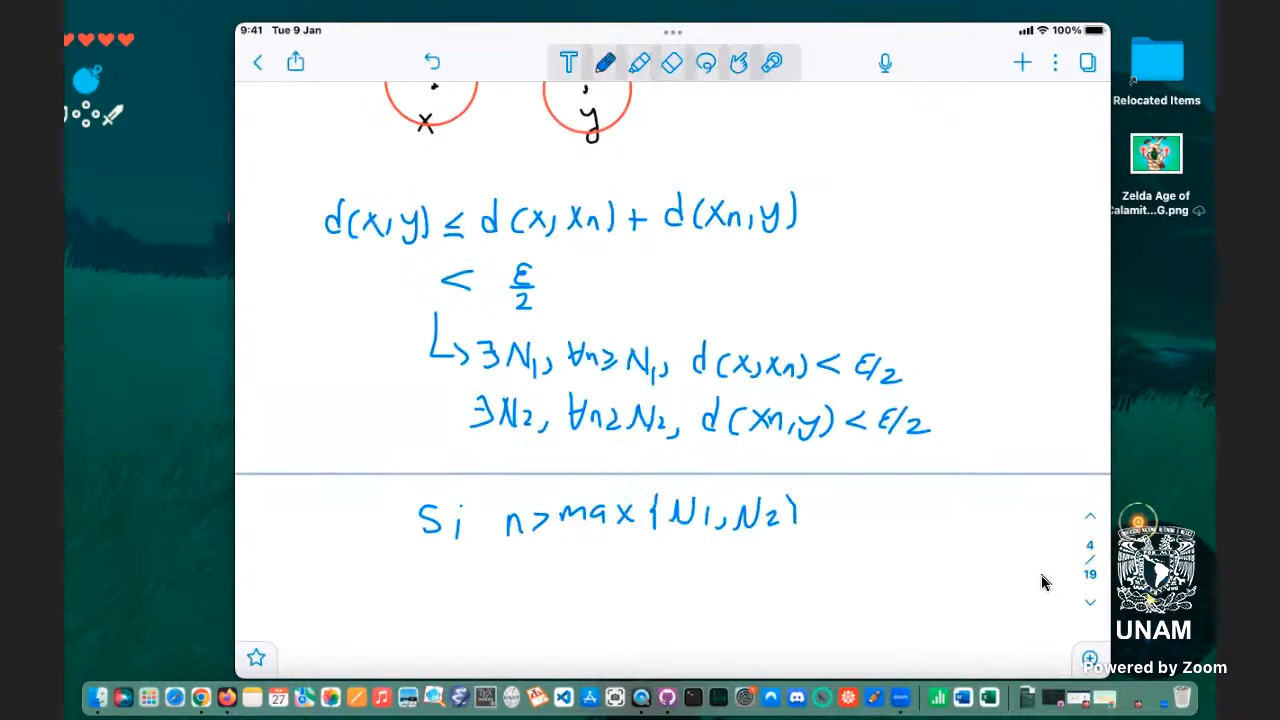 9:41 Tue 9 Jan
100%
Relocated Items
Zelda Age of
Calamit...G.png
x
y
d(x,y) ≤ d(x,xn) + d(xn,y)
< ε/2
∃N1, ∀n≥N1, d(x,xn) < ε/2
∃N2, ∀n≥N2, d(xn,y) < ε/2
Si n > max{N1,N2}
4
/
19
UNAM
Powered by Zoom
27